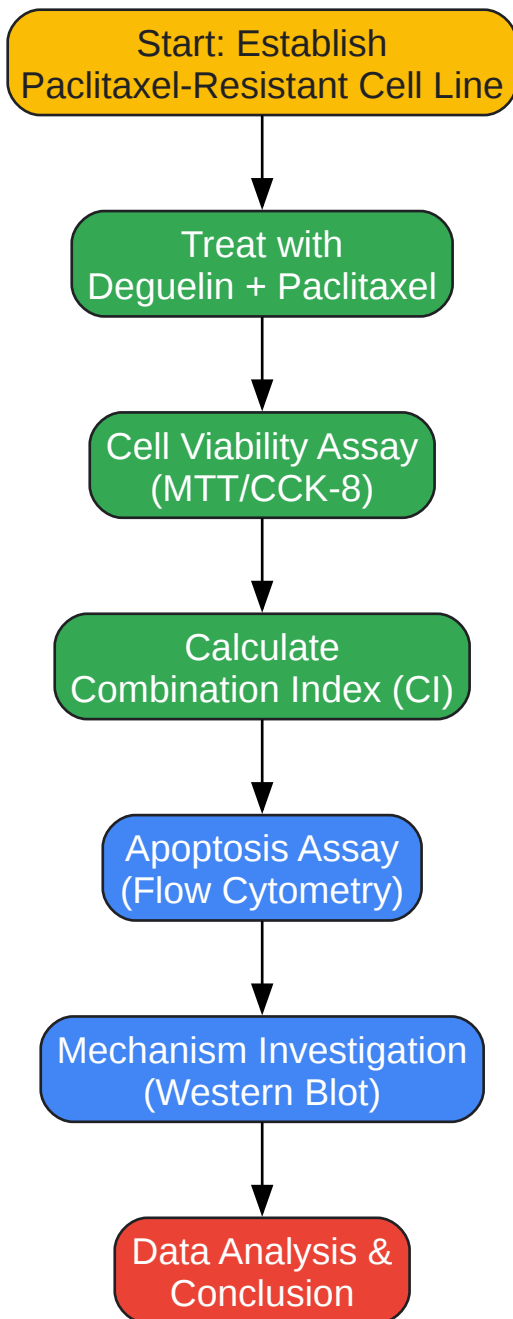 Start: Establish
Paclitaxel-Resistant Cell Line
Treat with
Deguelin + Paclitaxel
Cell Viability Assay
(MTT/CCK-8)
Calculate
Combination Index (CI)
Apoptosis Assay
(Flow Cytometry)
Mechanism Investigation
(Western Blot)
Data Analysis &
Conclusion